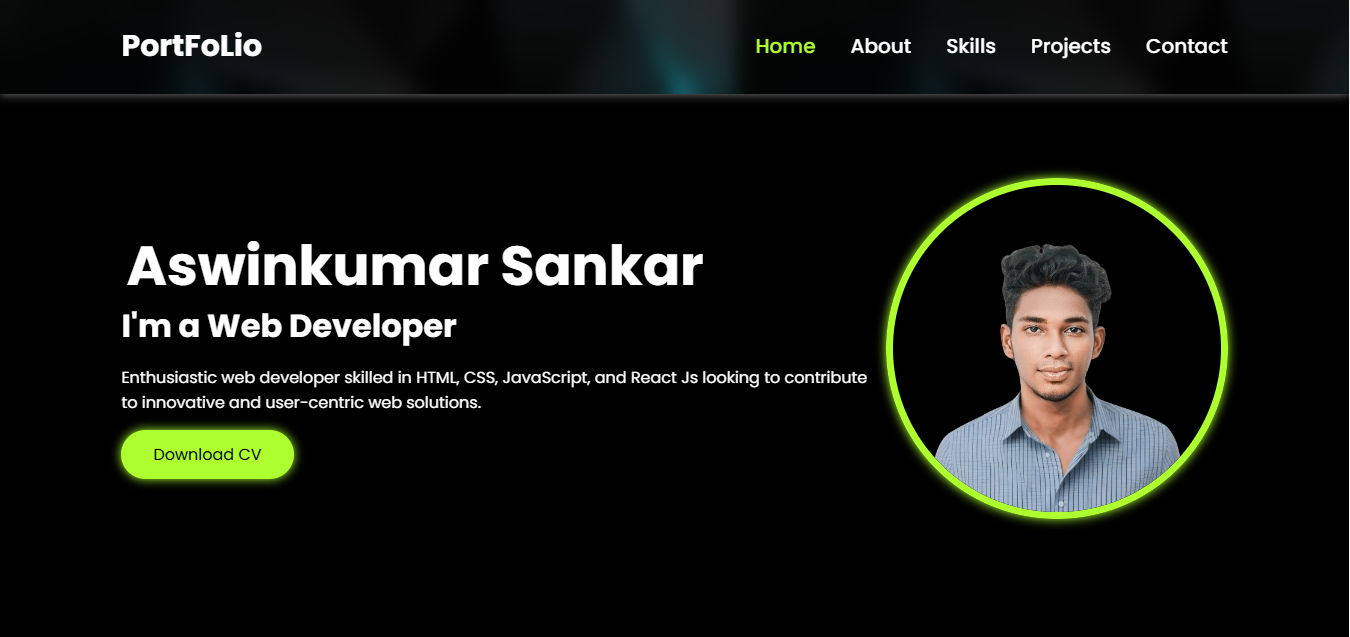 PortFoLio
Home About Skills Projects Contact
Aswinkumar Sankar
I'm a Web Developer
Enthusiastic web developer skilled in HTML, CSS, JavaScript, and React Js looking to contribute
to innovative and user-centric web solutions.
Download CV